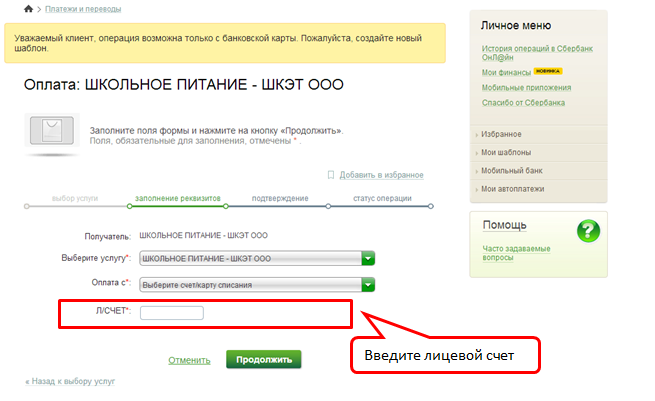 Платежи и переводы
Уважаемый клиент, операция возможна только с банковской карты. Пожалуйста, создайте новый
шаблон.
Оплата: ШКОЛЬНОЕ ПИТАНИЕ - ШКЭТ ООО
Заполните поля формы и нажмите на кнопку «Продолжить».
Поля, обязательные для заполнения, отмечены * .
Добавить в избранное
выбор услуги заполнение реквизитов подтверждение статус операции
Получатель: ШКОЛЬНОЕ ПИТАНИЕ - ШКЭТ ООО
Выберите услугу*: ШКОЛЬНОЕ ПИТАНИЕ - ШКЭТ ООО
Оплата с*: Выберите счет/карту списания
Л/СЧЕТ*:
Введите лицевой счет
Отменить Продолжить
« Назад к выбору услуг
Личное меню
История операций в Сбербанк
ОнЛ@йн
Мои финансы НОВИНКА
Мобильные приложения
Спасибо от Сбербанка
Избранное
Мои шаблоны
Мобильный банк
Мои автоплатежи
Помощь
Часто задаваемые
вопросы